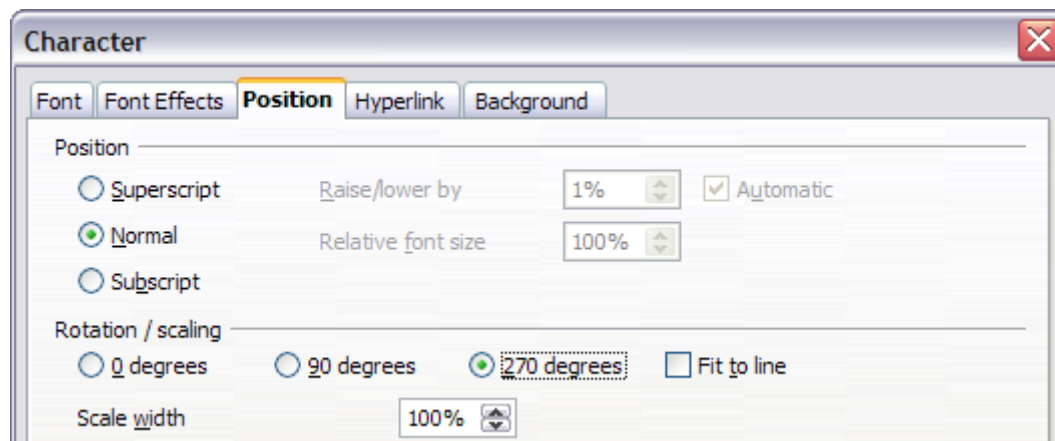 Character
Font Font Effects Position Hyperlink Background
Position
Superscript Raise/lower by 1% Automatic
Normal Relative font size 100%
Subscript
Rotation / scaling
0 degrees 90 degrees 270 degrees Fit to line
Scale width 100%